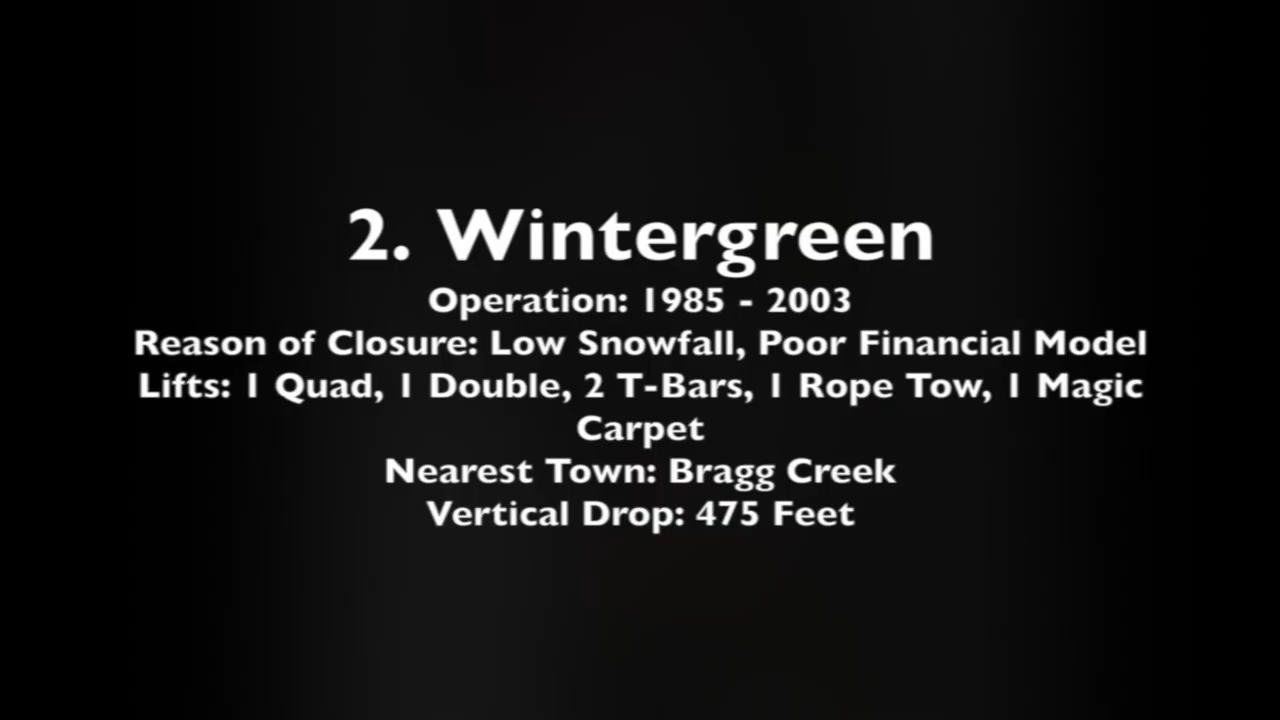 2. Wintergreen
Operation: 1985 - 2003
Reason of Closure: Low Snowfall, Poor Financial Model
Lifts: 1 Quad, 1 Double, 2 T-Bars, 1 Rope Tow, 1 Magic
Carpet
Nearest Town: Bragg Creek
Vertical Drop: 475 Feet